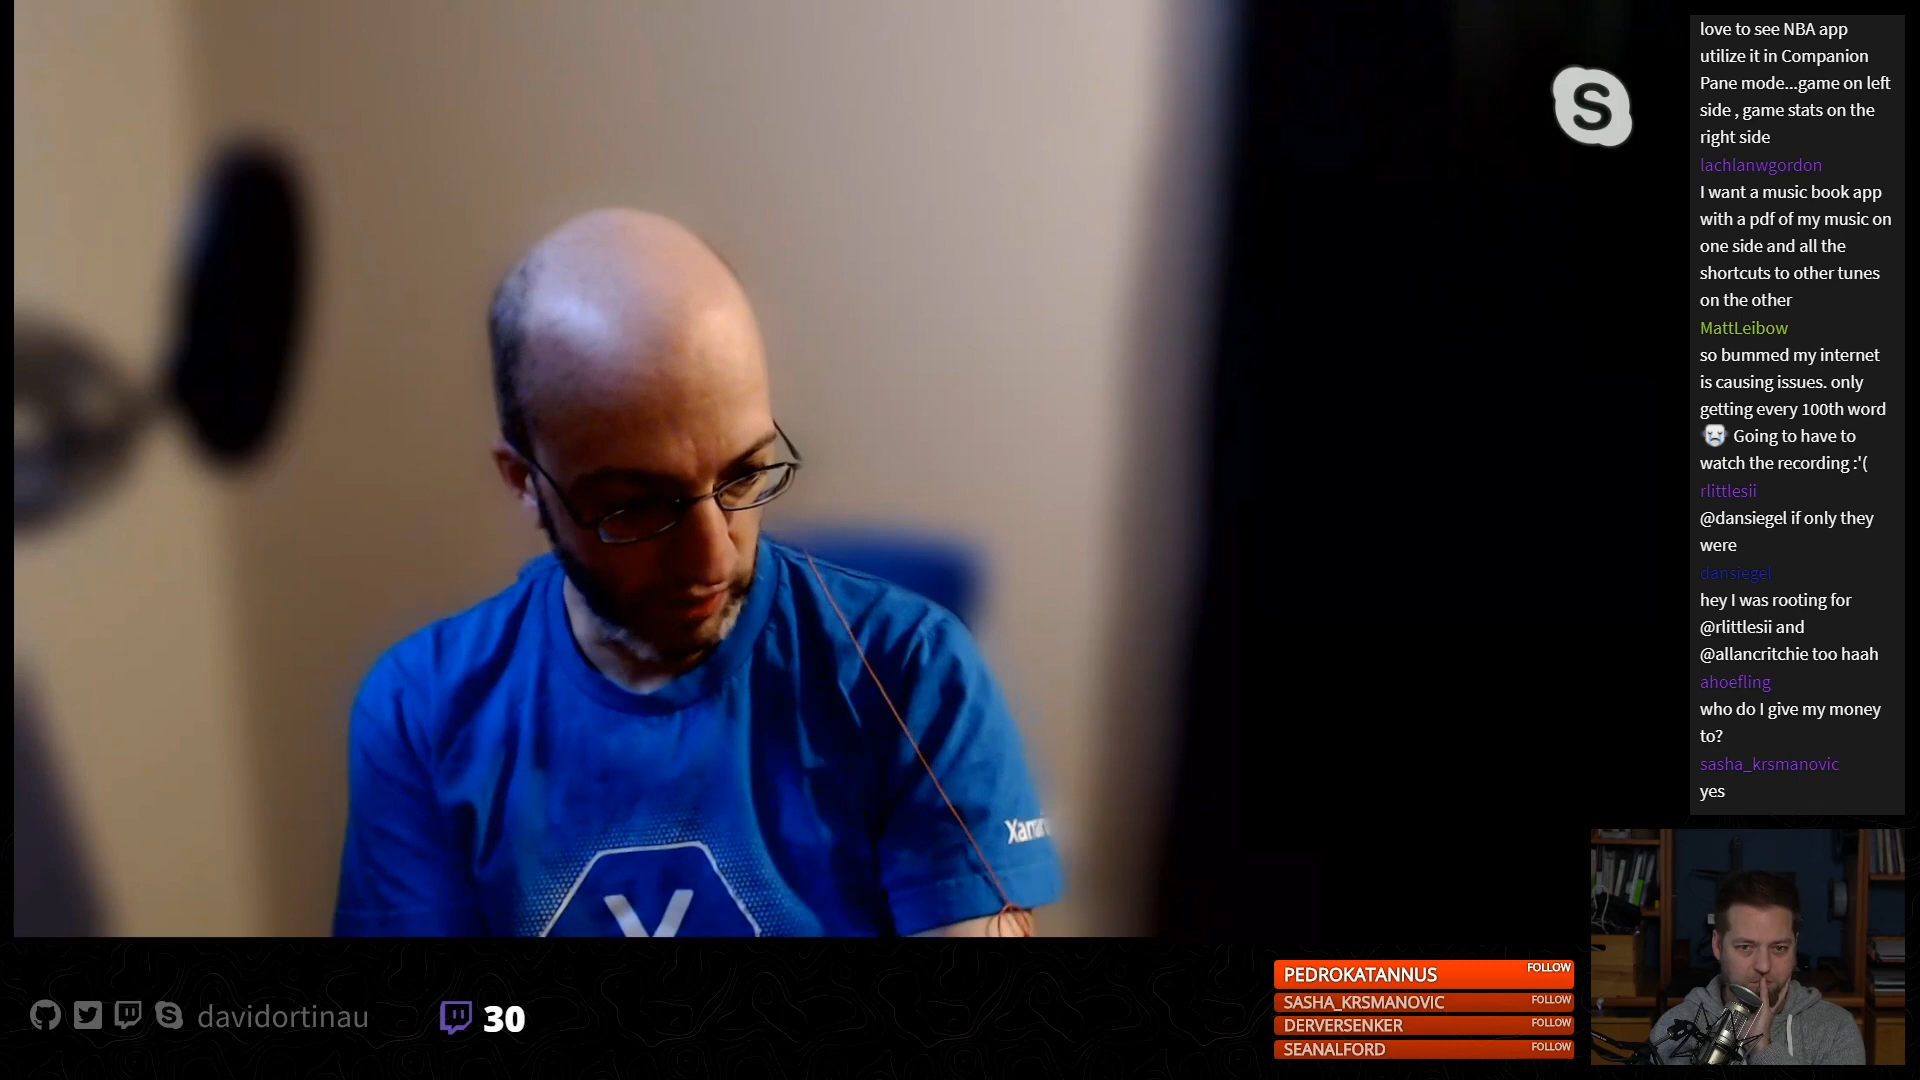 love to see NBA app
utilize it in Companion
Pane mode...game on left
side , game stats on the
right side
lachlanwgordon
I want a music book app
with a pdf of my music on
one side and all the
shortcuts to other tunes
on the other
MattLeibow
so bummed my internet
is causing issues. only
getting every 100th word
Going to have to
watch the recording :'(
rlittlesii
@dansiegel if only they
were
dansiegel
hey I was rooting for
@rlittlesii and
@allancritchie too haah
ahoefling
who do I give my money
to?
sasha_krsmanovic
yes
S
X
davidortinau
30
PEDROKATANNUS FOLLOW
SASHA_KRSMANOVIC FOLLOW
DERVERSENKER FOLLOW
SEANALFORD FOLLOW